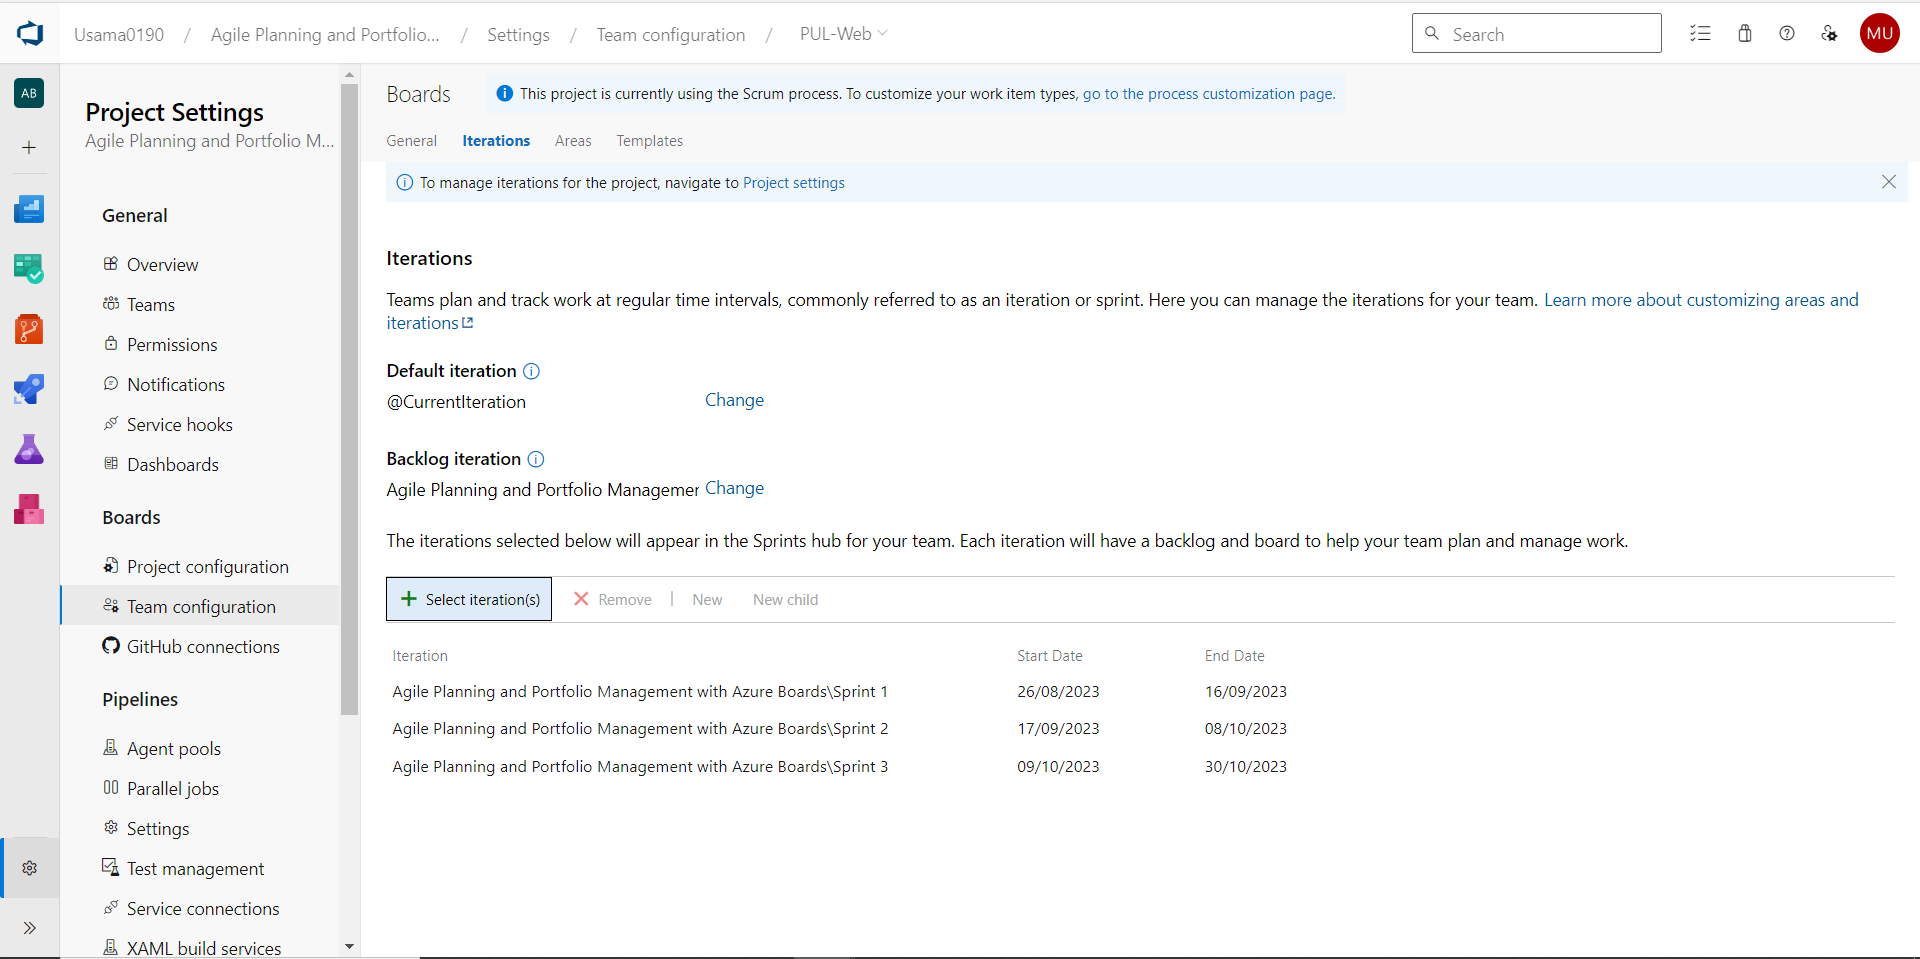 Usama0190 / Agile Planning and Portfolio... / Settings / Team configuration / PUL-Web
Search
MU
AB
Project Settings
Agile Planning and Portfolio M...
General
Overview
Teams
Permissions
Notifications
Service hooks
Dashboards
Boards
Project configuration
Team configuration
GitHub connections
Pipelines
Agent pools
Parallel jobs
Settings
Test management
Service connections
XAML build services
Boards
This project is currently using the Scrum process. To customize your work item types, go to the process customization page.
General Iterations Areas Templates
To manage iterations for the project, navigate to Project settings
Iterations
Teams plan and track work at regular time intervals, commonly referred to as an iteration or sprint. Here you can manage the iterations for your team. Learn more about customizing areas and
iterations
Default iteration
@CurrentIteration Change
Backlog iteration
Agile Planning and Portfolio Managemer Change
The iterations selected below will appear in the Sprints hub for your team. Each iteration will have a backlog and board to help your team plan and manage work.
Select iteration(s) Remove | New New child
Iteration Start Date End Date
Agile Planning and Portfolio Management with Azure Boards\Sprint 1 26/08/2023 16/09/2023
Agile Planning and Portfolio Management with Azure Boards\Sprint 2 17/09/2023 08/10/2023
Agile Planning and Portfolio Management with Azure Boards\Sprint 3 09/10/2023 30/10/2023